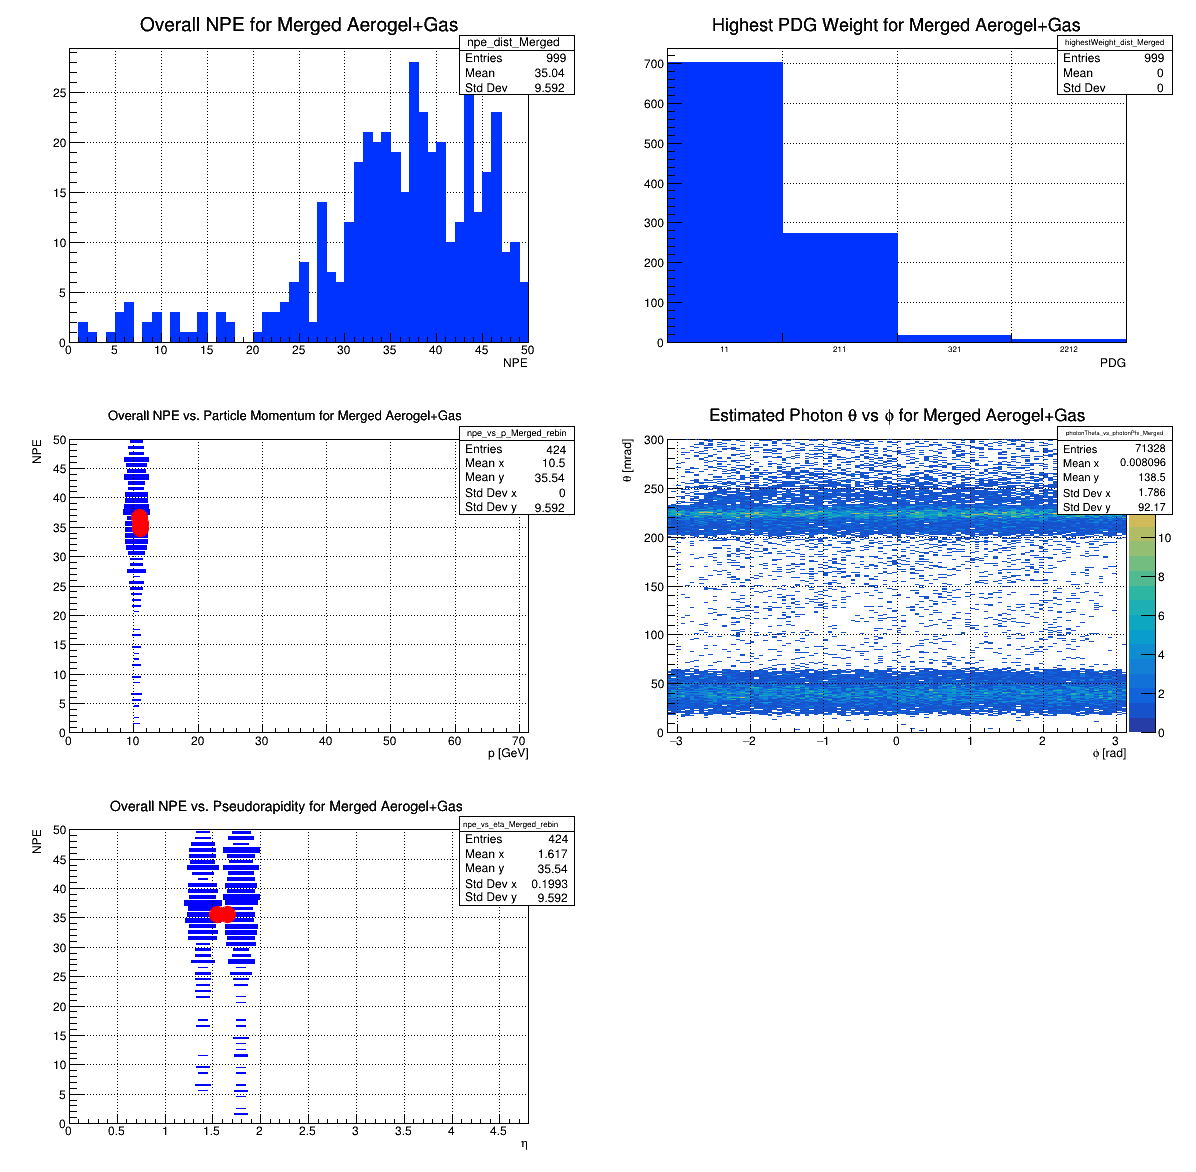 Overall NPE for Merged Aerogel+Gas
npe_dist_Merged
Entries 999
Mean 35.04
Std Dev 9.592
25
20
15
10
5
0
0 5 10 15 20 25 30 35 40 45 50
NPE
Highest PDG Weight for Merged Aerogel+Gas
highestWeight_dist_Merged
Entries 999
Mean 0
Std Dev 0
700
600
500
400
300
200
100
0
11 211 321 2212
PDG
Overall NPE vs. Particle Momentum for Merged Aerogel+Gas
npe_vs_p_Merged_rebin
Entries 424
Mean x 10.5
Mean y 35.54
Std Dev x 0
Std Dev y 9.592
NPE
50
45
40
35
30
25
20
15
10
5
0
0 10 20 30 40 50 60 70
p [GeV]
Estimated Photon θ vs ϕ for Merged Aerogel+Gas
photonTheta_vs_photonPhi_Merged
Entries 71328
Mean x 0.008096
Mean y 138.5
Std Dev x 1.786
Std Dev y 92.17
θ [mrad]
300
250
200
150
100
50
0
−3 −2 −1 0 1 2 3
ϕ [rad]
10
8
6
4
2
0
Overall NPE vs. Pseudorapidity for Merged Aerogel+Gas
npe_vs_eta_Merged_rebin
Entries 424
Mean x 1.617
Mean y 35.54
Std Dev x 0.1993
Std Dev y 9.592
NPE
50
45
40
35
30
25
20
15
10
5
0
0 0.5 1 1.5 2 2.5 3 3.5 4 4.5
η